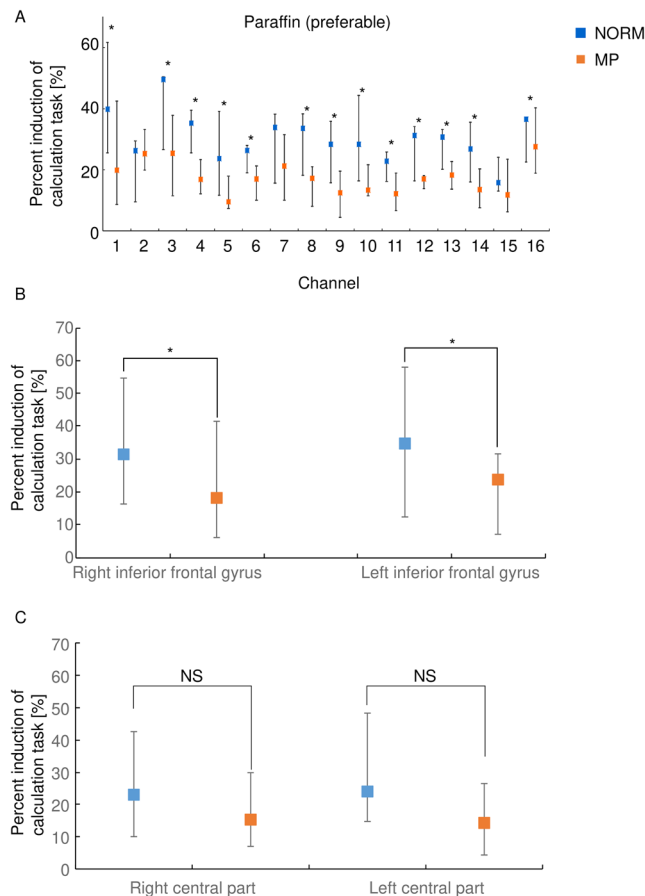 A
Paraffin (preferable)
NORM
MP
Percent induction of
calculation task [%]
60
40
20
0
*
*
*
*
*
*
*
*
*
*
*
*
*
1 2 3 4 5 6 7 8 9 10 11 12 13 14 15 16
Channel
B
Percent induction of
calculation task [%]
70
60
50
40
30
20
10
0
*
*
Right inferior frontal gyrus
Left inferior frontal gyrus
C
Percent induction of
calculation task [%]
70
60
50
40
30
20
10
0
NS
NS
Right central part
Left central part